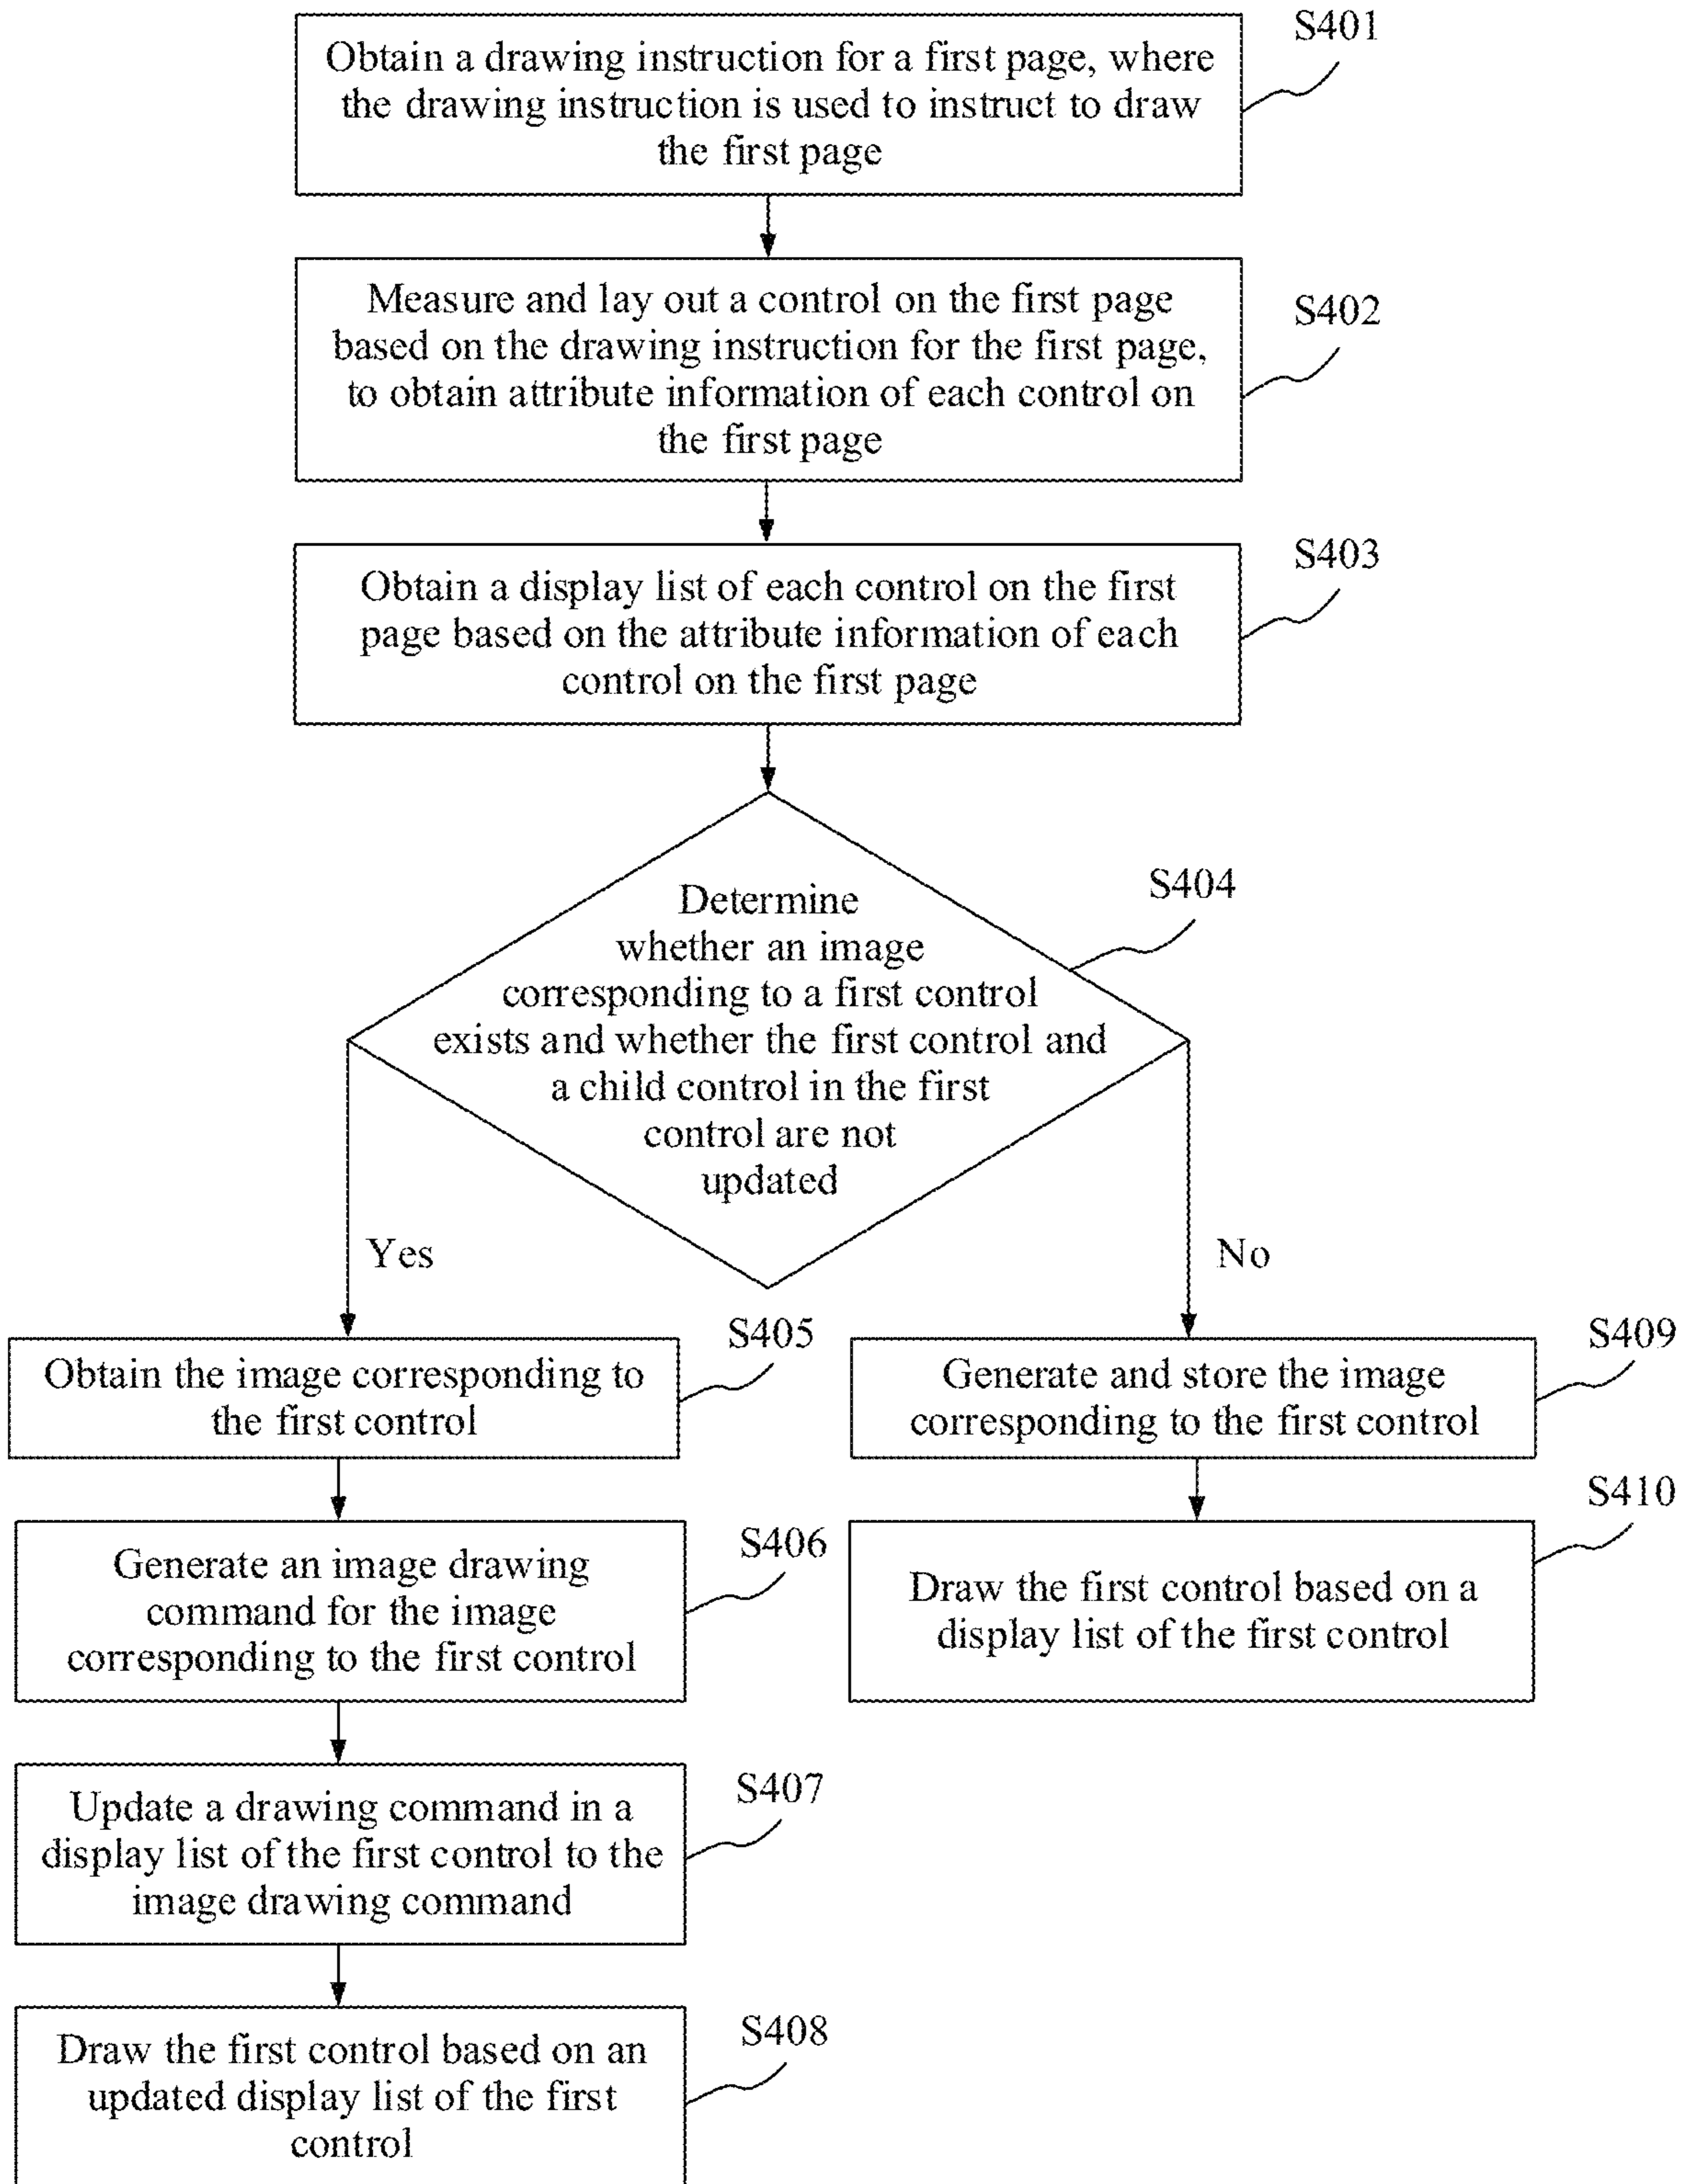 S401
Obtain a drawing instruction for a first page, where
the drawing instruction is used to instruct to draw
the first page
S402
Measure and lay out a control on the first page
based on the drawing instruction for the first page,
to obtain attribute information of each control on
the first page
S403
Obtain a display list of each control on the first
page based on the attribute information of each
control on the first page
S404
Determine
whether an image
corresponding to a first control
exists and whether the first control and
a child control in the first
control are not
updated
Yes
No
S405
Obtain the image corresponding to
the first control
S409
Generate and store the image
corresponding to the first control
S406
Generate an image drawing
command for the image
corresponding to the first control
S410
Draw the first control based on a
display list of the first control
S407
Update a drawing command in a
display list of the first control to the
image drawing command
S408
Draw the first control based on an
updated display list of the first
control